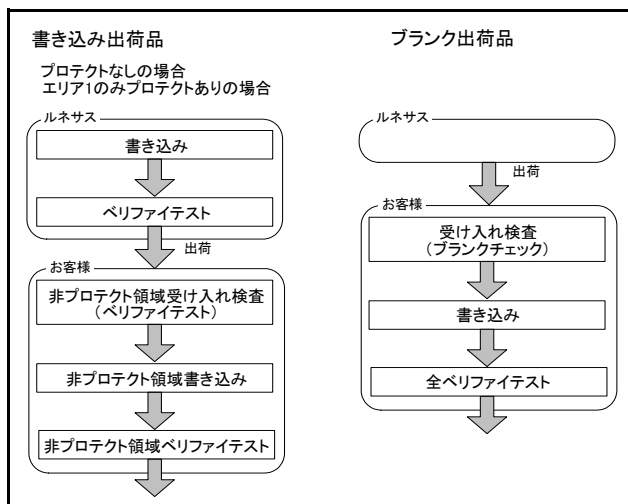 書き込み出荷品
プロテクトなしの場合
エリア1のみプロテクトありの場合
ルネサス
書き込み
ベリファイテスト
出荷
お客様
非プロテクト領域受け入れ検査
(ベリファイテスト)
非プロテクト領域書き込み
非プロテクト領域ベリファイテスト
ブランク出荷品
ルネサス
出荷
お客様
受け入れ検査
(ブランクチェック)
書き込み
全ベリファイテスト